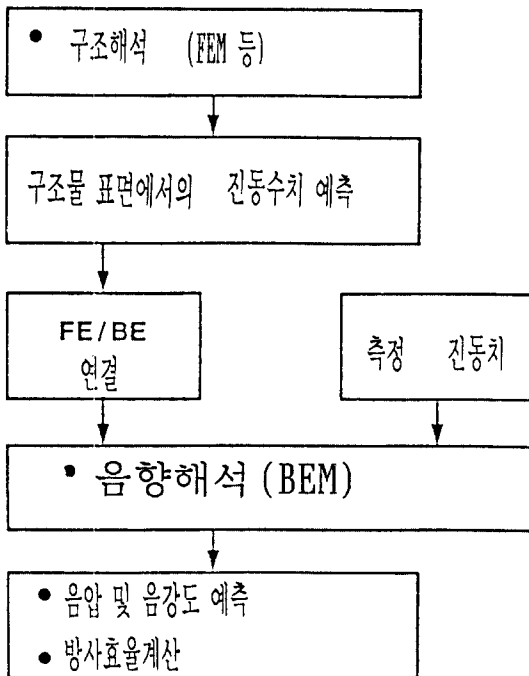 • 구조해석 (FEM 등)
구조물 표면에서의 진동수치 예측
FE/BE
연결
측정 진동치
• 음향해석 (BEM)
• 음압 및 음강도 예측
• 방사효율계산